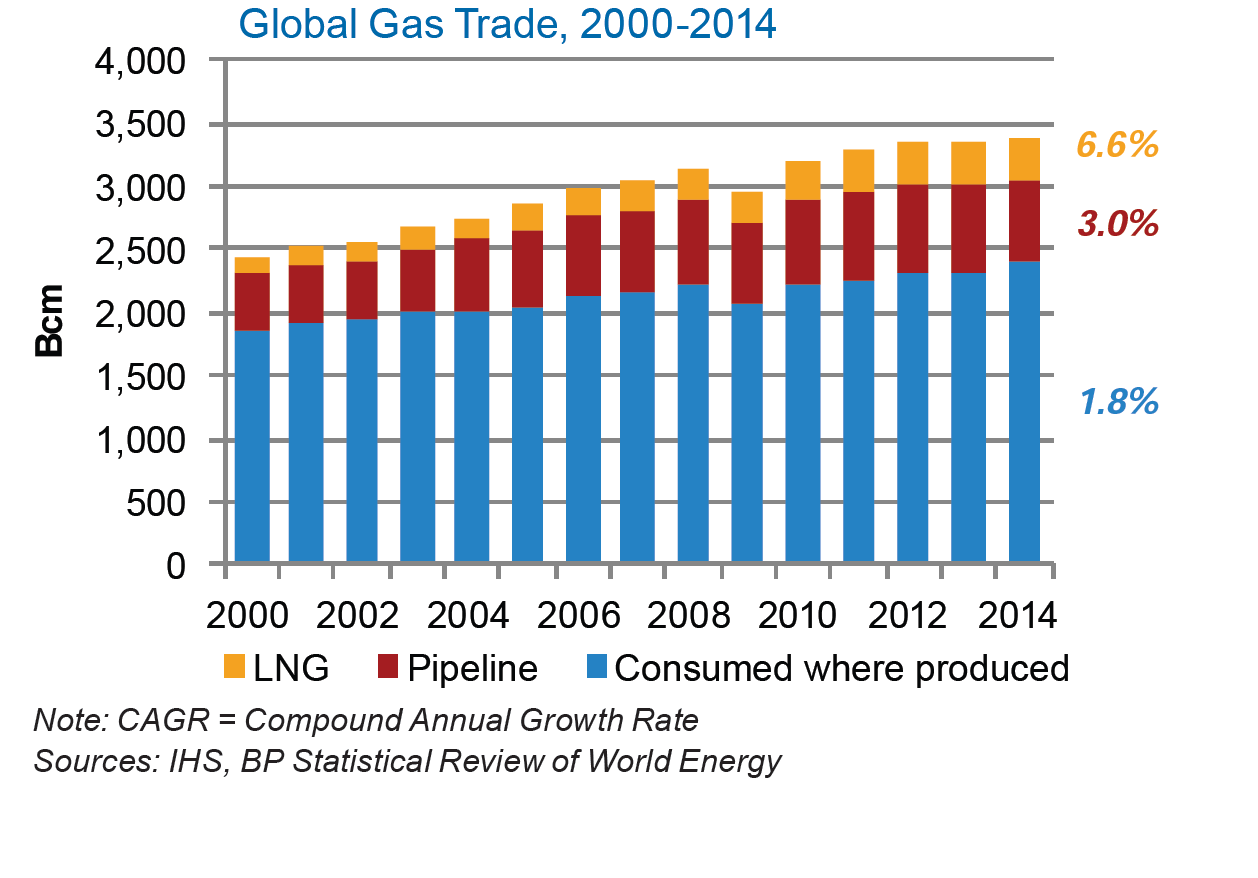 Global Gas Trade, 2000-2014
4,000
3,500
3,000
2,500
2,000
1,500
1,000
500
0
Bcm
6.6%
3.0%
1.8%
2000 2002 2004 2006 2008 2010 2012 2014
LNG Pipeline Consumed where produced
Note: CAGR = Compound Annual Growth Rate
Sources: IHS, BP Statistical Review of World Energy